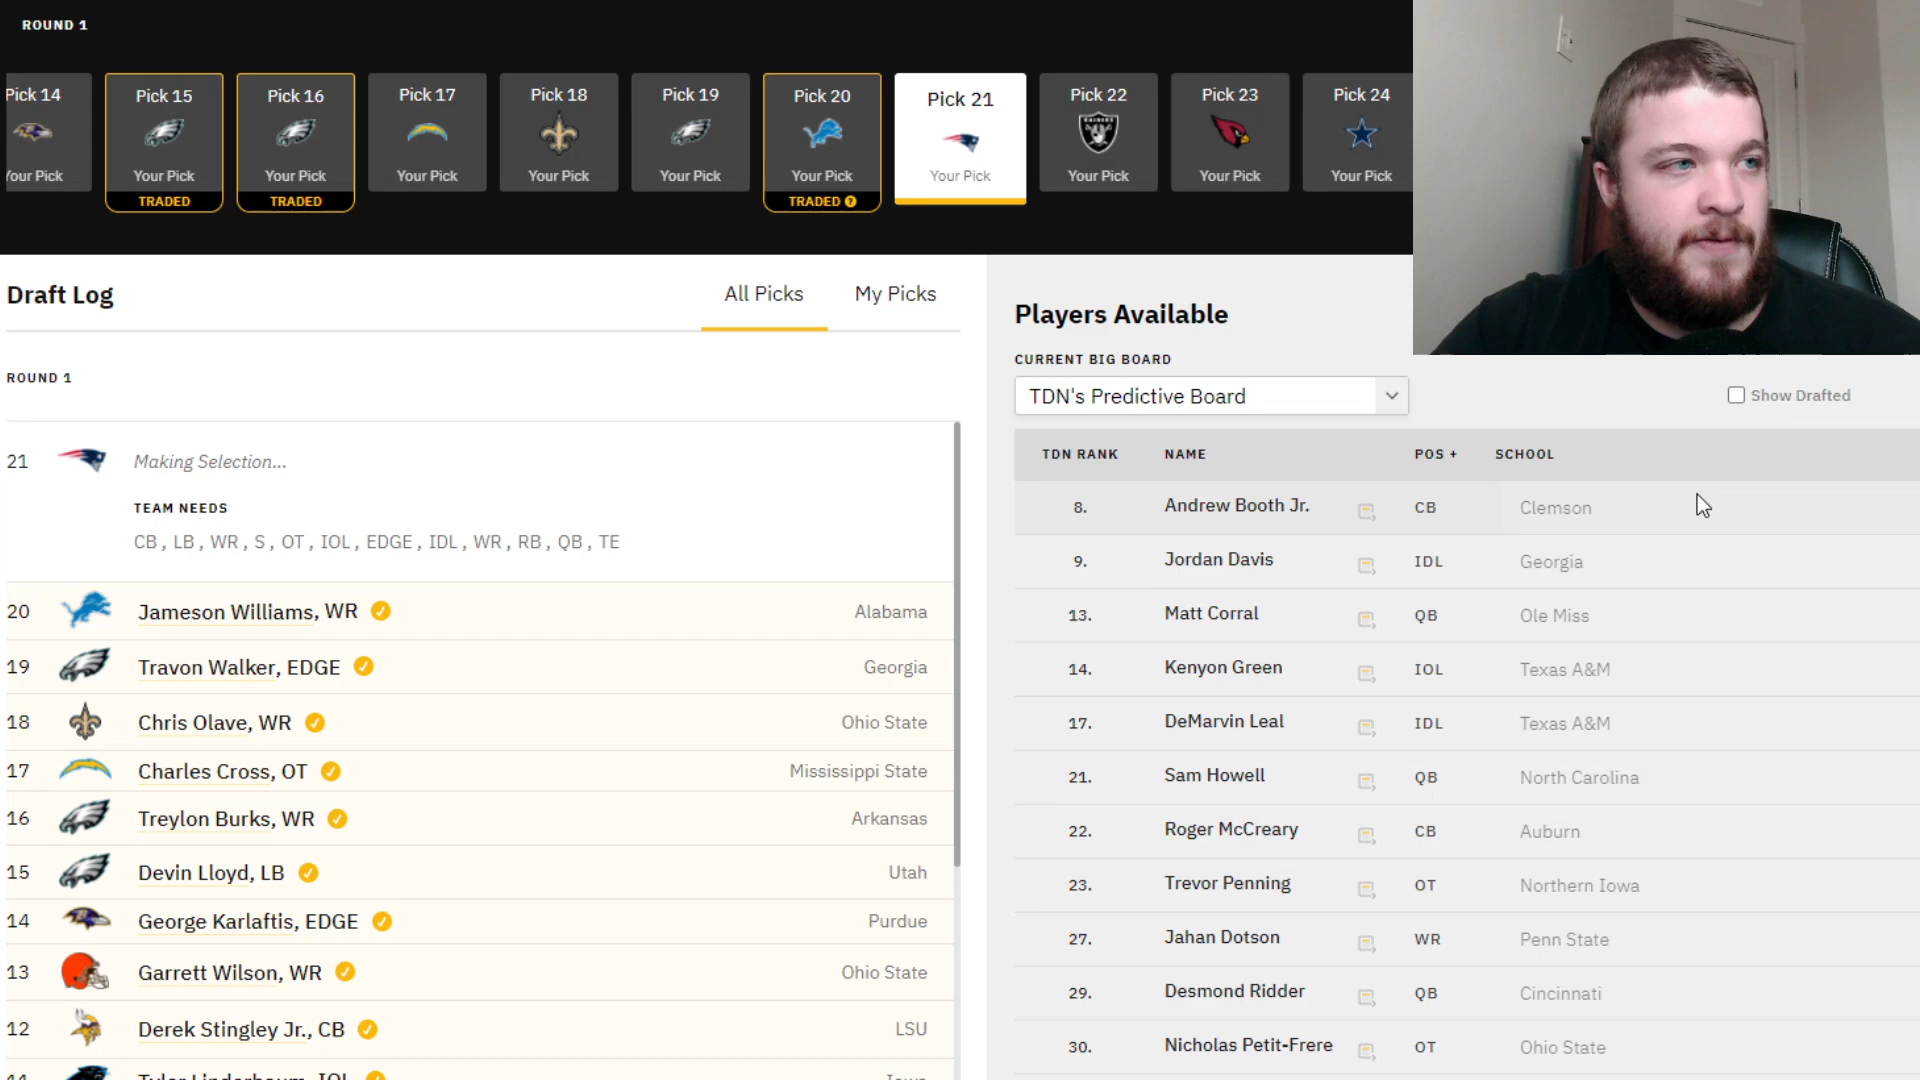 ROUND 1
Pick 14 Pick 15 Pick 16 Pick 17 Pick 18 Pick 19 Pick 20 Pick 21 Pick 22 Pick 23 Pick 24
RAIDERS
Your Pick Your Pick Your Pick Your Pick Your Pick Your Pick Your Pick Your Pick Your Pick Your Pick Your Pick
TRADED TRADED TRADED ?
Draft Log All Picks My Picks
ROUND 1
21 Making Selection...
TEAM NEEDS
CB , LB , WR , S , OT , IOL , EDGE , IDL , WR , RB , QB , TE
20 Jameson Williams, WR Alabama
19 Travon Walker, EDGE Georgia
18 Chris Olave, WR Ohio State
17 Charles Cross, OT Mississippi State
16 Treylon Burks, WR Arkansas
15 Devin Lloyd, LB Utah
14 George Karlaftis, EDGE Purdue
13 Garrett Wilson, WR Ohio State
12 Derek Stingley Jr., CB LSU
11 Tyler Linderbaum, IOL Iowa
Players Available
CURRENT BIG BOARD
TDN's Predictive Board
Show Drafted
TDN RANK NAME POS + SCHOOL
8. Andrew Booth Jr. CB Clemson
9. Jordan Davis IDL Georgia
13. Matt Corral QB Ole Miss
14. Kenyon Green IOL Texas A&M
17. DeMarvin Leal IDL Texas A&M
21. Sam Howell QB North Carolina
22. Roger McCreary CB Auburn
23. Trevor Penning OT Northern Iowa
27. Jahan Dotson WR Penn State
29. Desmond Ridder QB Cincinnati
30. Nicholas Petit-Frere OT Ohio State